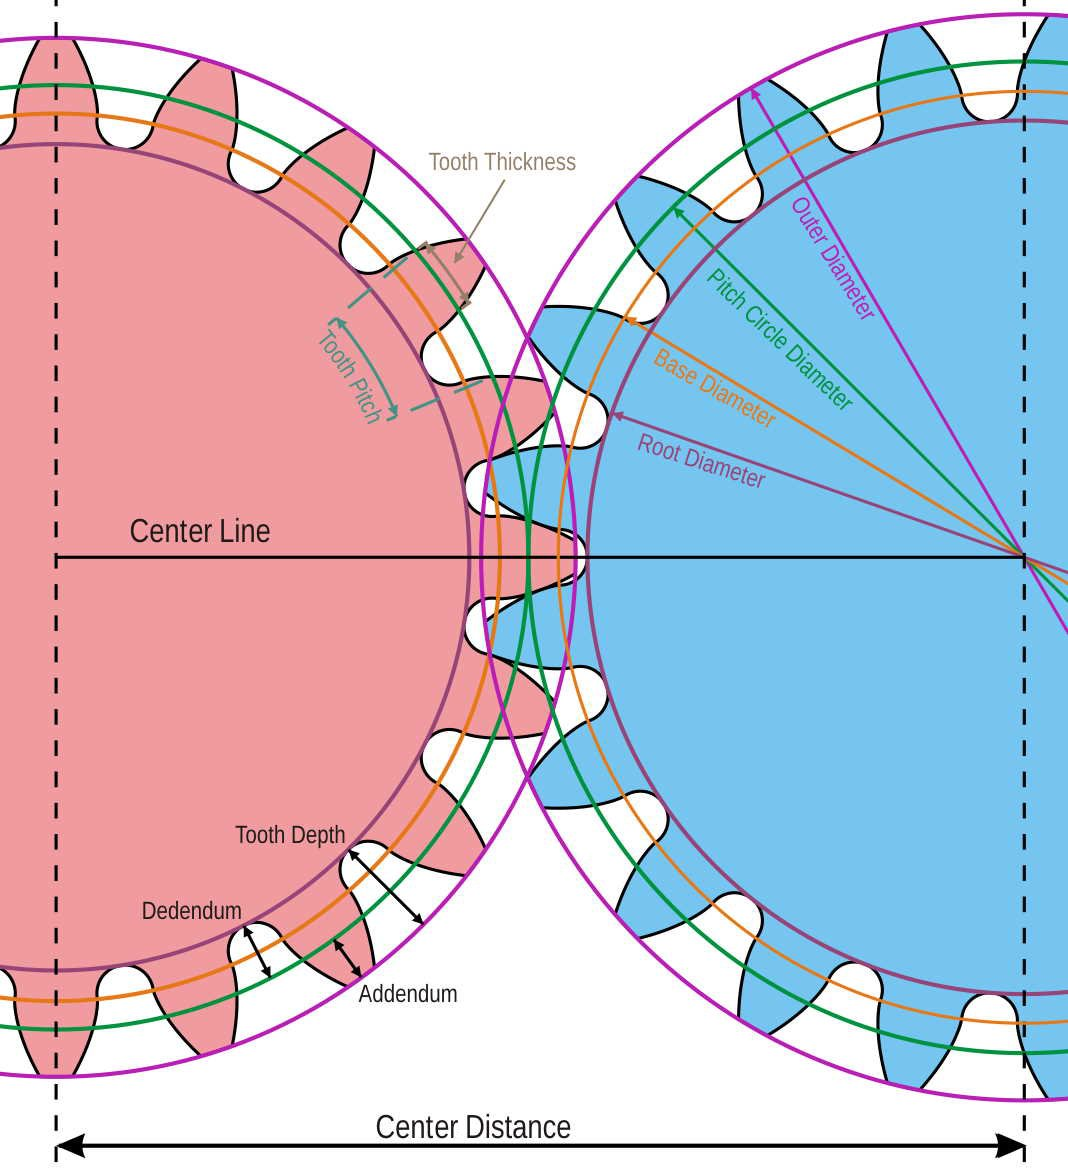 Tooth Thickness
Outer Diameter
Pitch Circle Diameter
Tooth Pitch
Base Diameter
Root Diameter
Center Line
Tooth Depth
Dedendum
Addendum
Center Distance